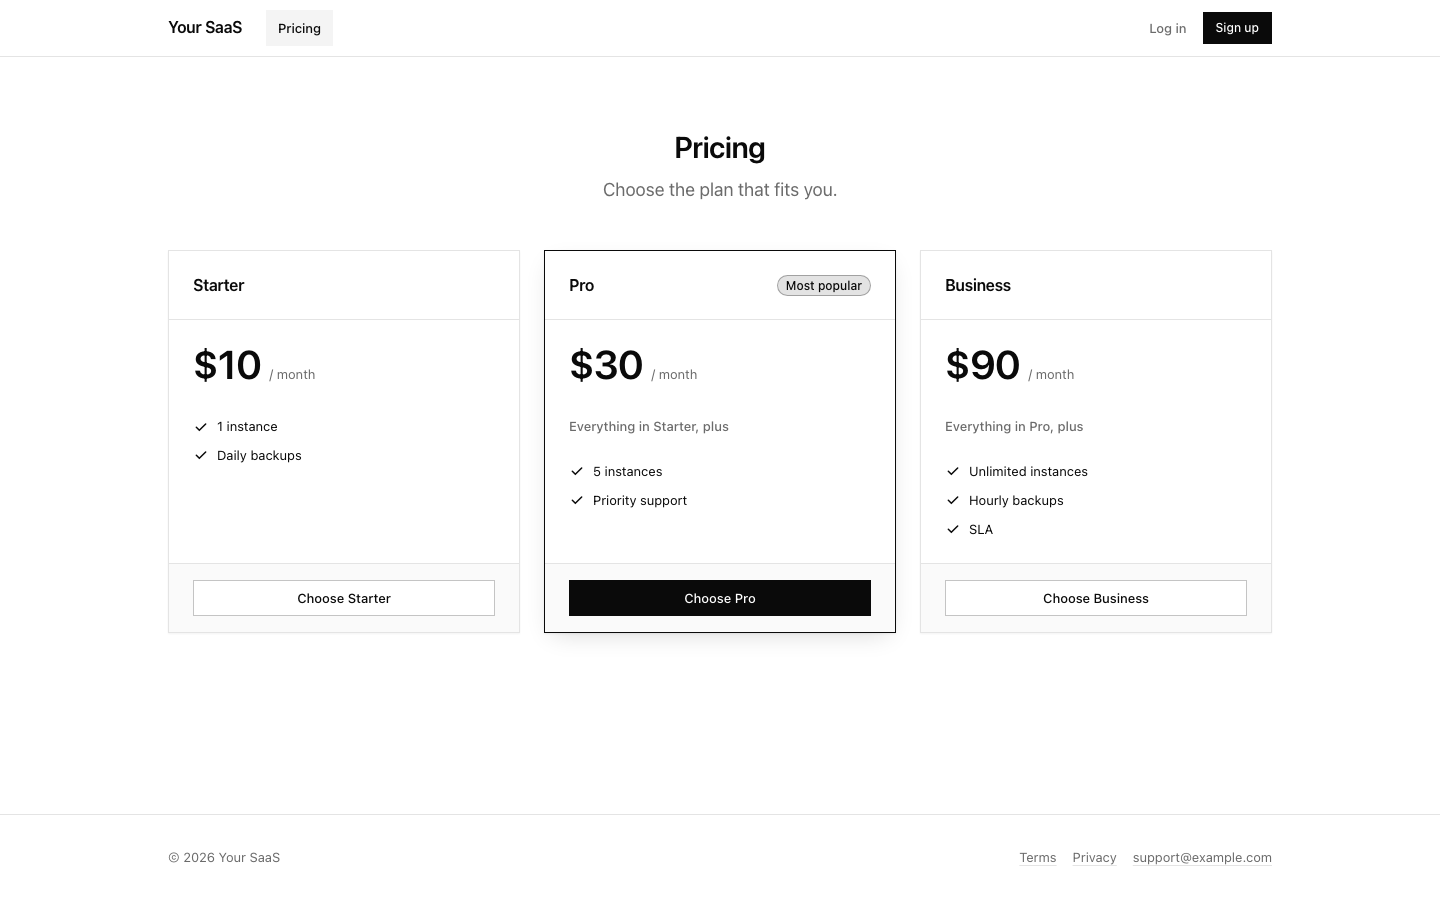 Your SaaS
Pricing
Log in
Sign up
Pricing
Choose the plan that fits you.
Starter
$10 / month
1 instance
Daily backups
Choose Starter
Pro
Most popular
$30 / month
Everything in Starter, plus
5 instances
Priority support
Choose Pro
Business
$90 / month
Everything in Pro, plus
Unlimited instances
Hourly backups
SLA
Choose Business
© 2026 Your SaaS
Terms
Privacy
support@example.com